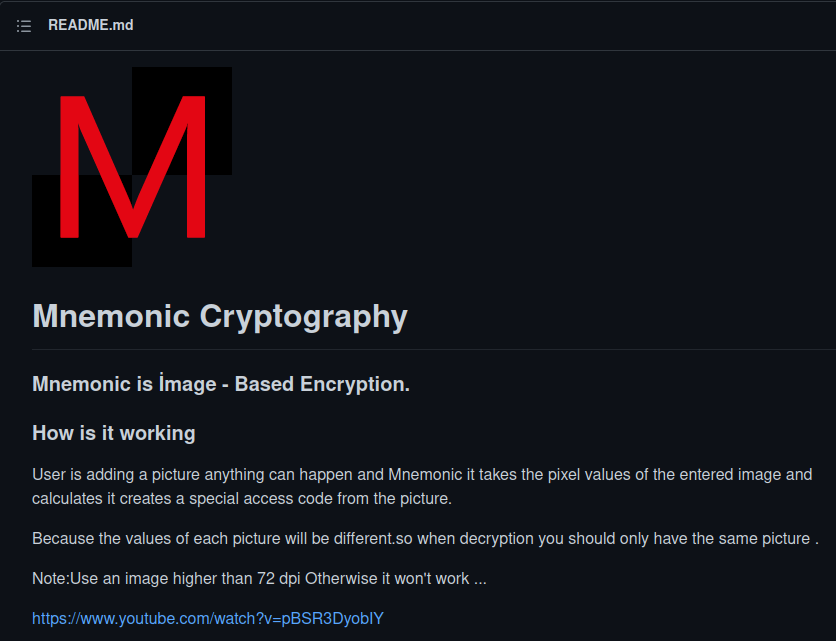 README.md
M
Mnemonic Cryptography
Mnemonic is İmage - Based Encryption.
How is it working
User is adding a picture anything can happen and Mnemonic it takes the pixel values of the entered image and
calculates it creates a special access code from the picture.
Because the values of each picture will be different.so when decryption you should only have the same picture .
Note:Use an image higher than 72 dpi Otherwise it won't work ...
https://www.youtube.com/watch?v=pBSR3DyobIY